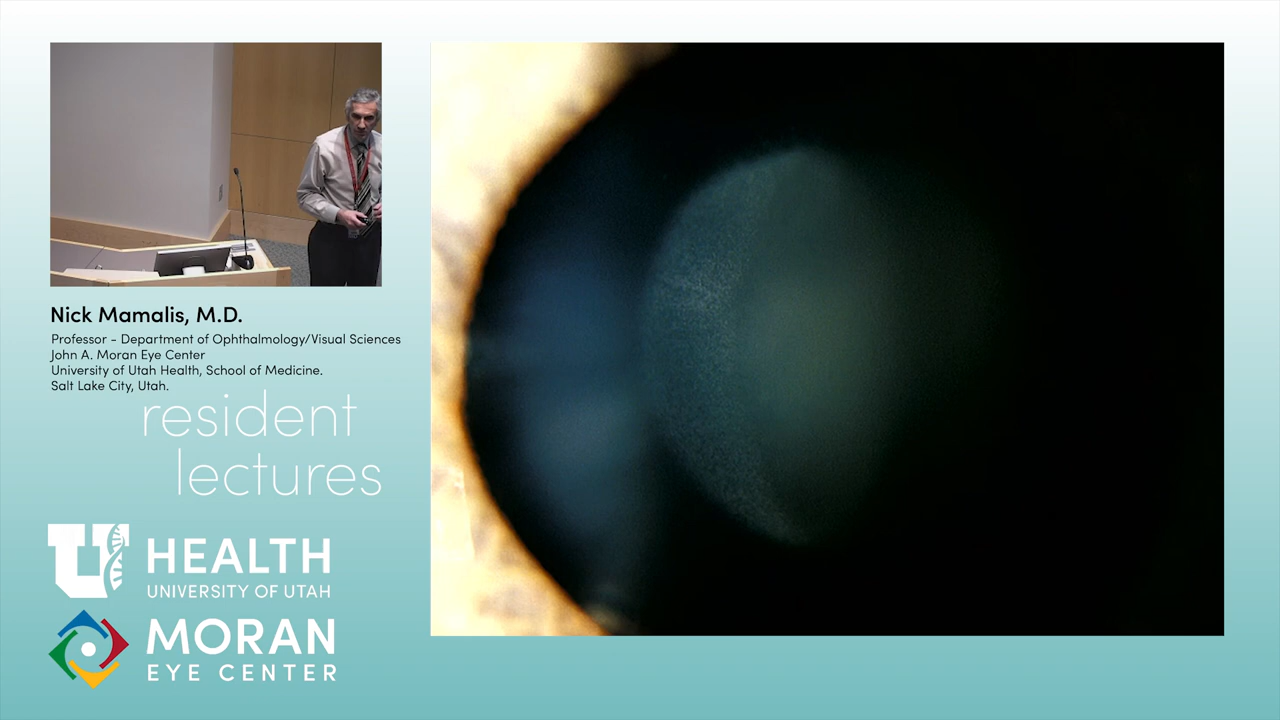 Nick Mamalis, M.D.
Professor - Department of Ophthalmology/Visual Sciences
John A. Moran Eye Center
University of Utah Health, School of Medicine.
Salt Lake City, Utah.
resident
lectures
U HEALTH
UNIVERSITY OF UTAH
MORAN
EYE CENTER